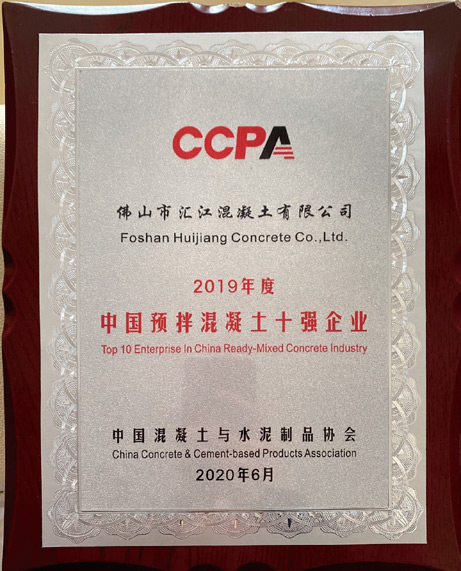 CCPA
佛山市汇江混凝土有限公司
Foshan Huijiang Concrete Co.,Ltd.
2019年度
中国预拌混凝土十强企业
Top 10 Enterprise In China Ready-Mixed Concrete Industry
中国混凝土与水泥制品协会
China Concrete & Cement-based Products Association
2020年6月